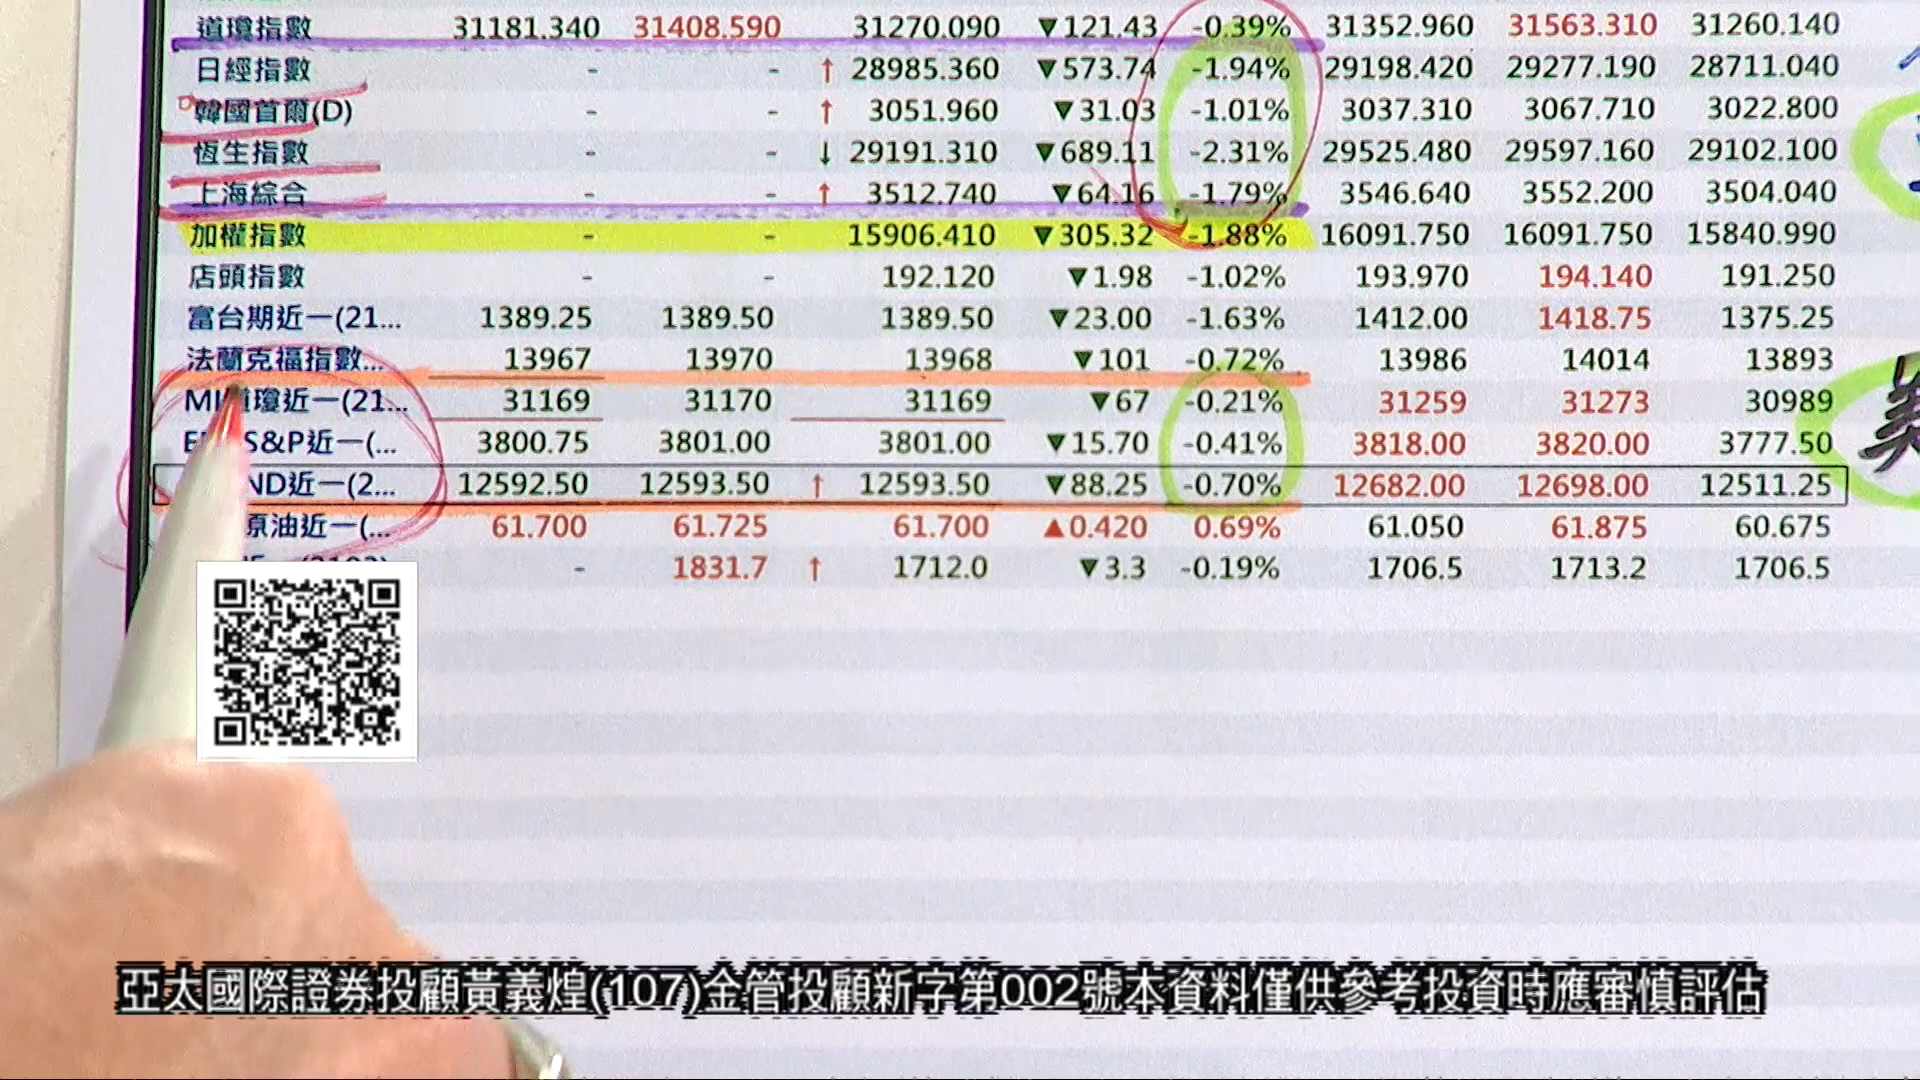 道瓊指數 31181.340 31408.590 31270.090 ▼121.43 -0.39% 31352.960 31563.310 31260.140
日經指數 - - ↑ 28985.360 ▼573.74 -1.94% 29198.420 29277.190 28711.040
韓國首爾(D) - - ↑ 3051.960 ▼31.03 -1.01% 3037.310 3067.710 3022.800
恆生指數 - - ↓ 29191.310 ▼689.11 -2.31% 29525.480 29597.160 29102.100
上海綜合 - - ↑ 3512.740 ▼64.16 -1.79% 3546.640 3552.200 3504.040
加權指數 - - 15906.410 ▼305.32 -1.88% 16091.750 16091.750 15840.990
店頭指數 - - 192.120 ▼1.98 -1.02% 193.970 194.140 191.250
富台期近一(21... 1389.25 1389.50 1389.50 ▼23.00 -1.63% 1412.00 1418.75 1375.25
法蘭克福指數... 13967 13970 13968 ▼101 -0.72% 13986 14014 13893
瓊近一(21... 31169 31170 31169 ▼67 -0.21% 31259 31273 30989
S&P近一(... 3800.75 3801.00 3801.00 ▼15.70 -0.41% 3818.00 3820.00 3777.50
ND近一(2... 12592.50 12593.50 ↑ 12593.50 ▼88.25 -0.70% 12682.00 12698.00 12511.25
原油近一(... 61.700 61.725 61.700 ▲0.420 0.69% 61.050 61.875 60.675
- 1831.7 ↑ 1712.0 ▼3.3 -0.19% 1706.5 1713.2 1706.5
美
亞太國際證券投顧黃義煌(107)金管投顧新字第002號本資料僅供參考投資時應審慎評估